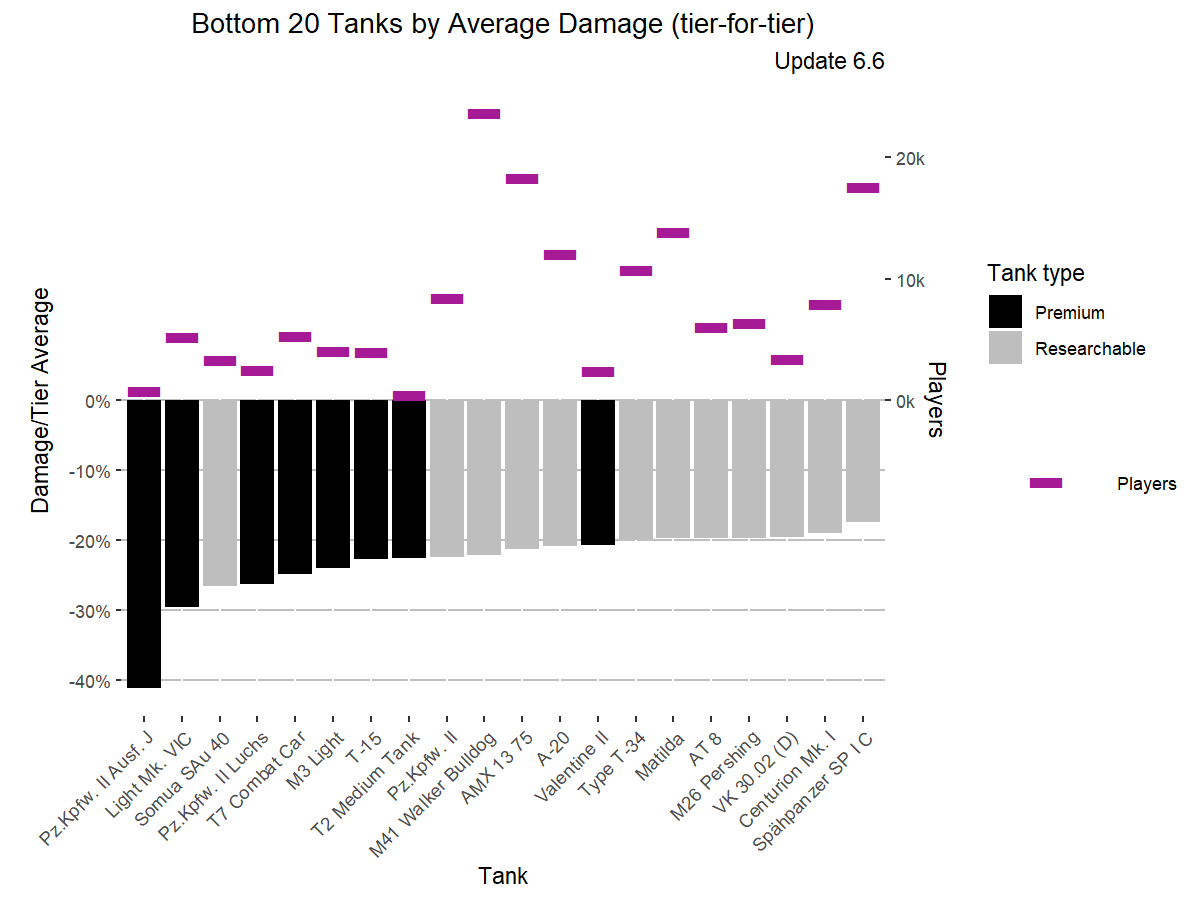 Bottom 20 Tanks by Average Damage (tier-for-tier)
Update 6.6
Damage/Tier Average
0%
-10%
-20%
-30%
-40%
20k
10k
0k
Players
Tank type
Premium
Researchable
Players
Pz.Kpfw. II Ausf. J
Light Mk. VIC
Somua SAu 40
Pz.Kpfw. II Luchs
T7 Combat Car
M3 Light
T-15
T2 Medium Tank
Pz.Kpfw. II
M41 Walker Bulldog
AMX 13 75
A-20
Valentine II
Type T-34
Matilda
AT 8
M26 Pershing
VK 30.02 (D)
Centurion Mk. I
Spähpanzer SP I C
Tank